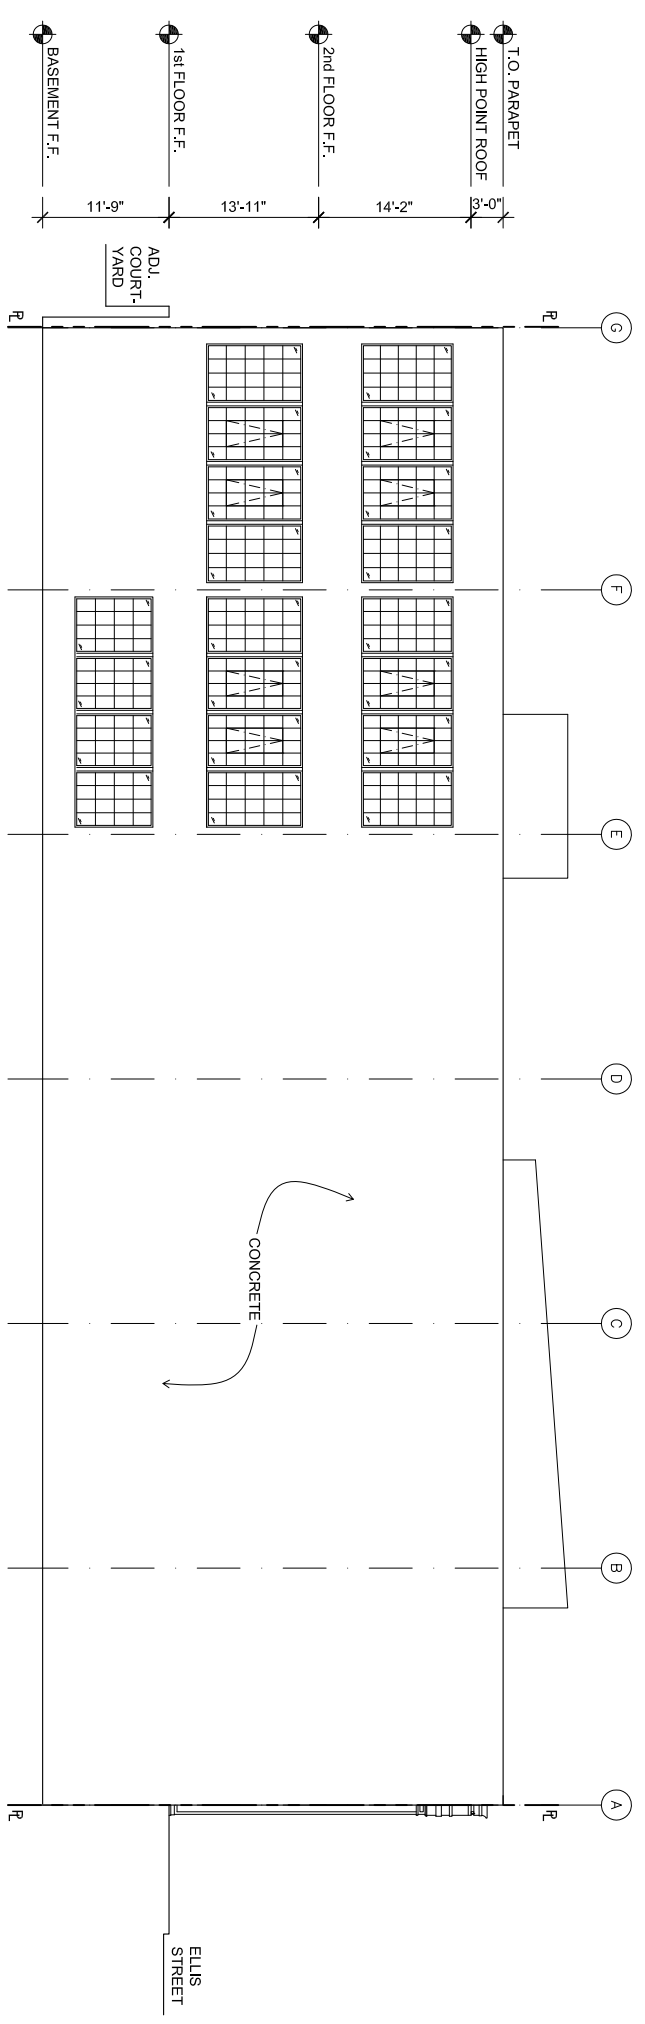 T.O. PARAPET
HIGH POINT ROOF
2nd FLOOR F.F.
1st FLOOR F.F.
BASEMENT F.F.
3'-0"
14'-2"
13'-11"
11'-9"
ADJ.
COURT-
YARD
PL
PL
G
F
E
D
C
B
A
CONCRETE
PL
PL
ELLIS
STREET